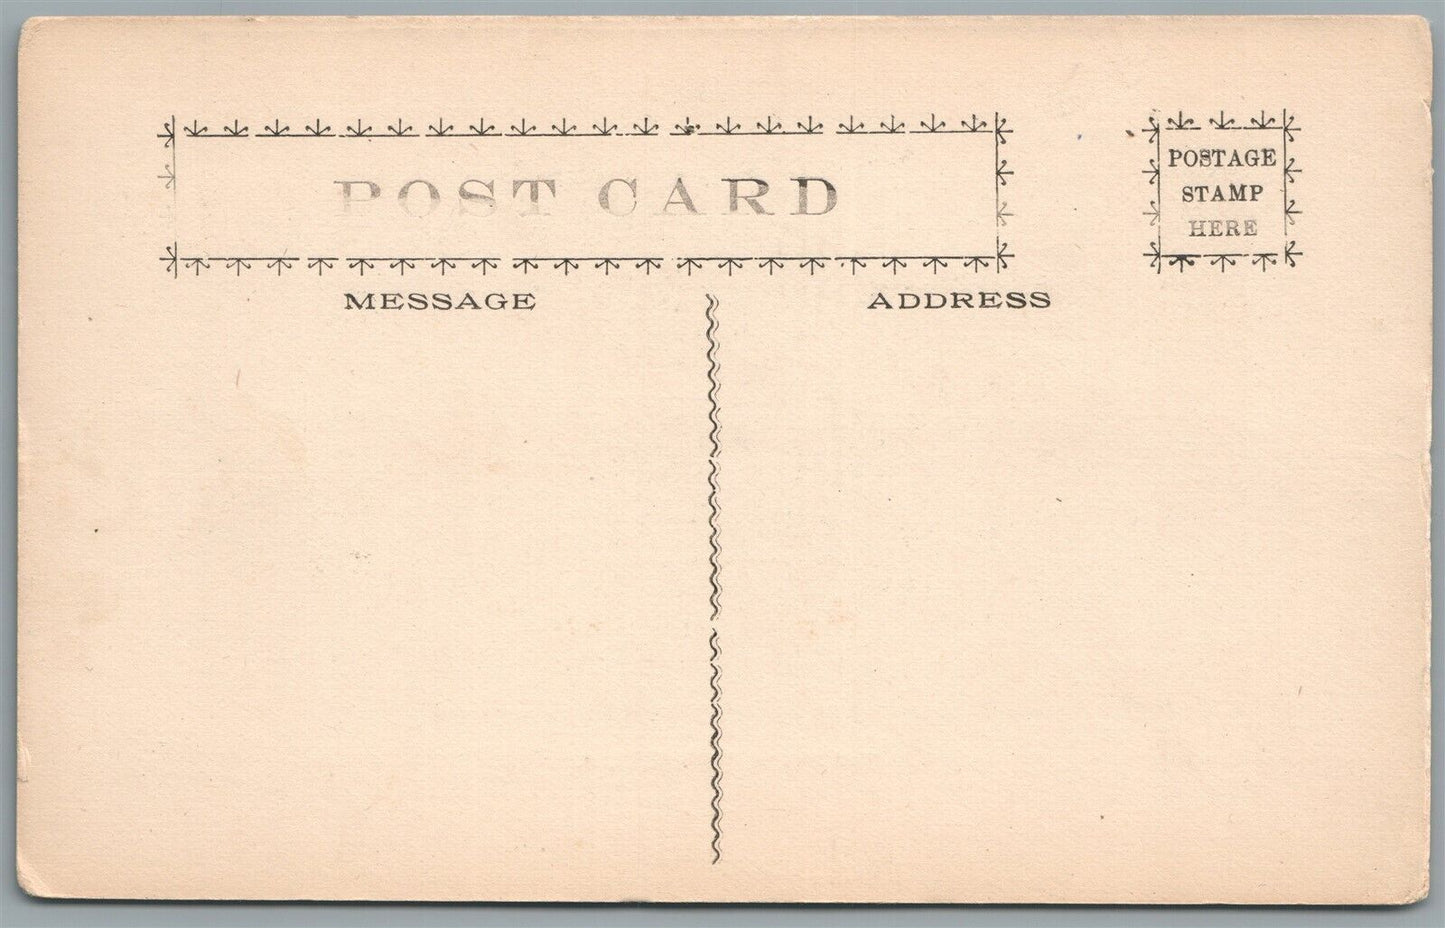 POST CARD
POSTAGE
STAMP
HERE
MESSAGE
ADDRESS